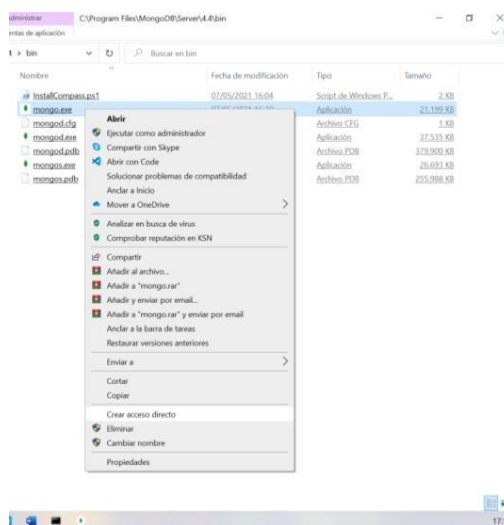 Administrar C:\Program Files\MongoDB\Server\4.4\bin
entas de aplicación
bin Buscar en bin
Nombre Fecha de modificación Tipo Tamaño
InstallCompass.ps1 07/05/2021 16:04 Script de Windows P... 2 KB
mongo.exe Aplicación 21.199 KB
mongod.cfg Archivo CFG 1 KB
mongod.exe Aplicación 37.535 KB
mongod.pdb Archivo PDB 379.900 KB
mongos.exe Aplicación 26.693 KB
mongos.pdb Archivo PDB 255.988 KB
Abrir
Ejecutar como administrador
Compartir con Skype
Abrir con Code
Solucionar problemas de compatibilidad
Anclar a Inicio
Mover a OneDrive
Analizar en busca de virus
Comprobar reputación en KSN
Compartir
Añadir al archivo...
Añadir a "mongo.rar"
Añadir y enviar por email...
Añadir a "mongo.rar" y enviar por email
Anclar a la barra de tareas
Restaurar versiones anteriores
Enviar a
Cortar
Copiar
Crear acceso directo
Eliminar
Cambiar nombre
Propiedades